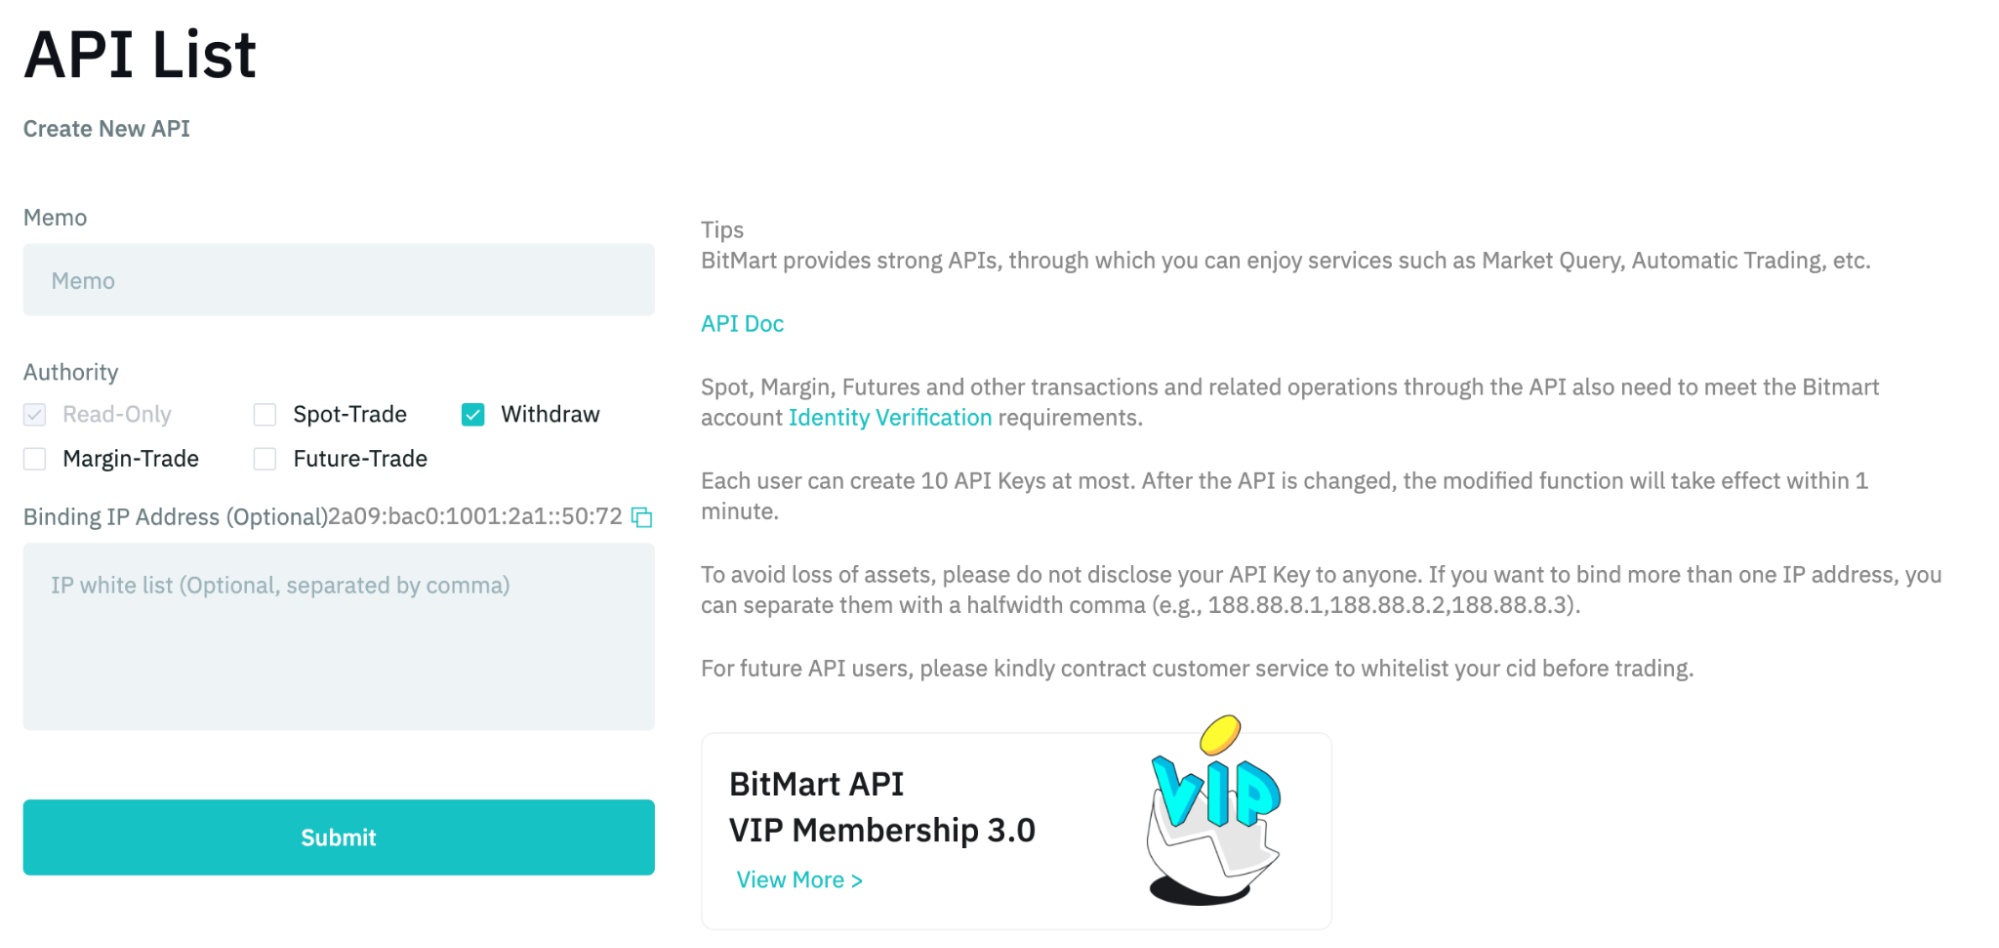 API List
Create New API
Memo
Memo
Authority
Read-Only
Spot-Trade
Withdraw
Margin-Trade
Future-Trade
Binding IP Address (Optional)2a09:bac0:1001:2a1::50:72
IP white list (Optional, separated by comma)
Submit
Tips
BitMart provides strong APIs, through which you can enjoy services such as Market Query, Automatic Trading, etc.
API Doc
Spot, Margin, Futures and other transactions and related operations through the API also need to meet the Bitmart
account Identity Verification requirements.
Each user can create 10 API Keys at most. After the API is changed, the modified function will take effect within 1
minute.
To avoid loss of assets, please do not disclose your API Key to anyone. If you want to bind more than one IP address, you
can separate them with a halfwidth comma (e.g., 188.88.8.1,188.88.8.2,188.88.8.3).
For future API users, please kindly contract customer service to whitelist your cid before trading.
BitMart API
VIP Membership 3.0
View More >
VIP